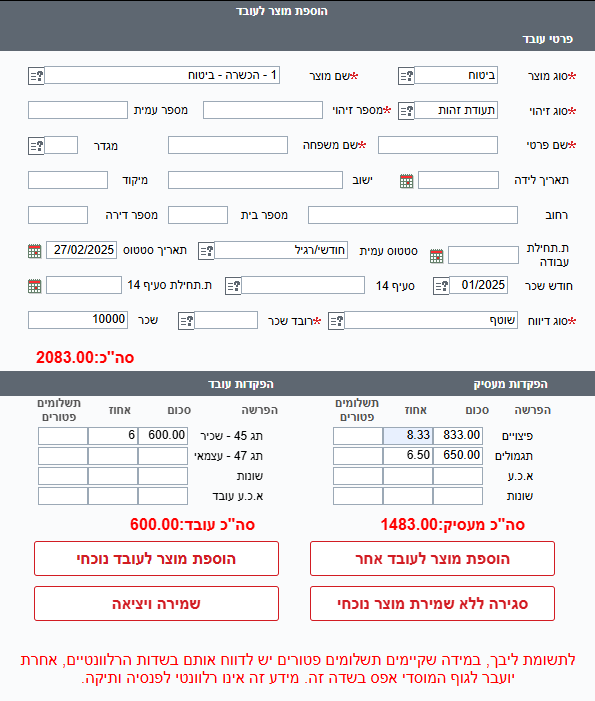 הוספת מוצר לעובד
פרטי עובד
*סוג מוצר ביטוח *שם מוצר 1 - הכשרה - ביטוח
*סוג זיהוי תעודת זהות *מספר זיהוי מספר עמית
*שם פרטי *שם משפחה מגדר
תאריך לידה ישוב מיקוד
רחוב מספר בית מספר דירה
ת.תחילת עבודה סטטוס עמית חודשי/רגיל תאריך סטטוס 27/02/2025
חודש שכר 01/2025 סעיף 14 ת.תחילת סעיף 14
*סוג דיווח שוטף *רובד שכר שכר 10000
סה"כ:2083.00
הפקדות מעסיק
הפרשה סכום אחוז תשלומים פטורים
פיצויים 833.00 8.33
תגמולים 650.00 6.50
א.כ.ע
שונות
סה"כ מעסיק:1483.00
הפקדות עובד
הפרשה סכום אחוז תשלומים פטורים
תג 45 - שכיר 600.00 6
תג 47 - עצמאי
שונות
א.כ.ע עובד
סה"כ עובד:600.00
הוספת מוצר לעובד אחר הוספת מוצר לעובד נוכחי
סגירה ללא שמירת מוצר נוכחי שמירה ויציאה
לתשומת ליבך, במידה שקיימים תשלומים פטורים יש לדווח אותם בשדות הרלוונטיים, אחרת
יועבר לגוף המוסדי אפס בשדה זה. מידע זה אינו רלוונטי לפנסיה ותיקה.